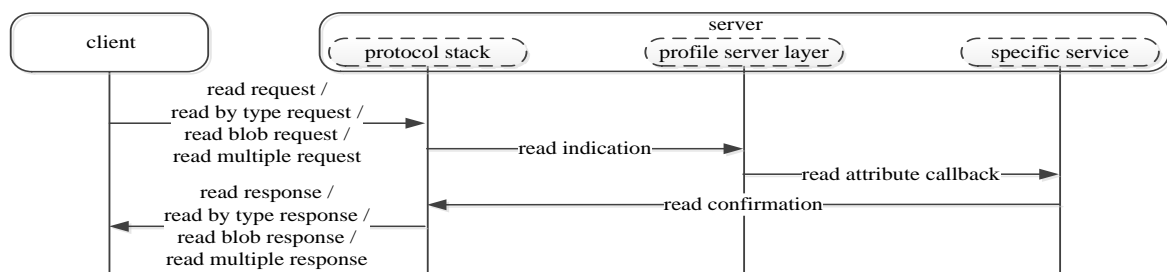 server
client
protocol stack
profile server layer
specific service
read request /
read by type request /
read blob request /
read multiple request
read indication
read attribute callback
read confirmation
read response /
read by type response /
read blob response /
read multiple response